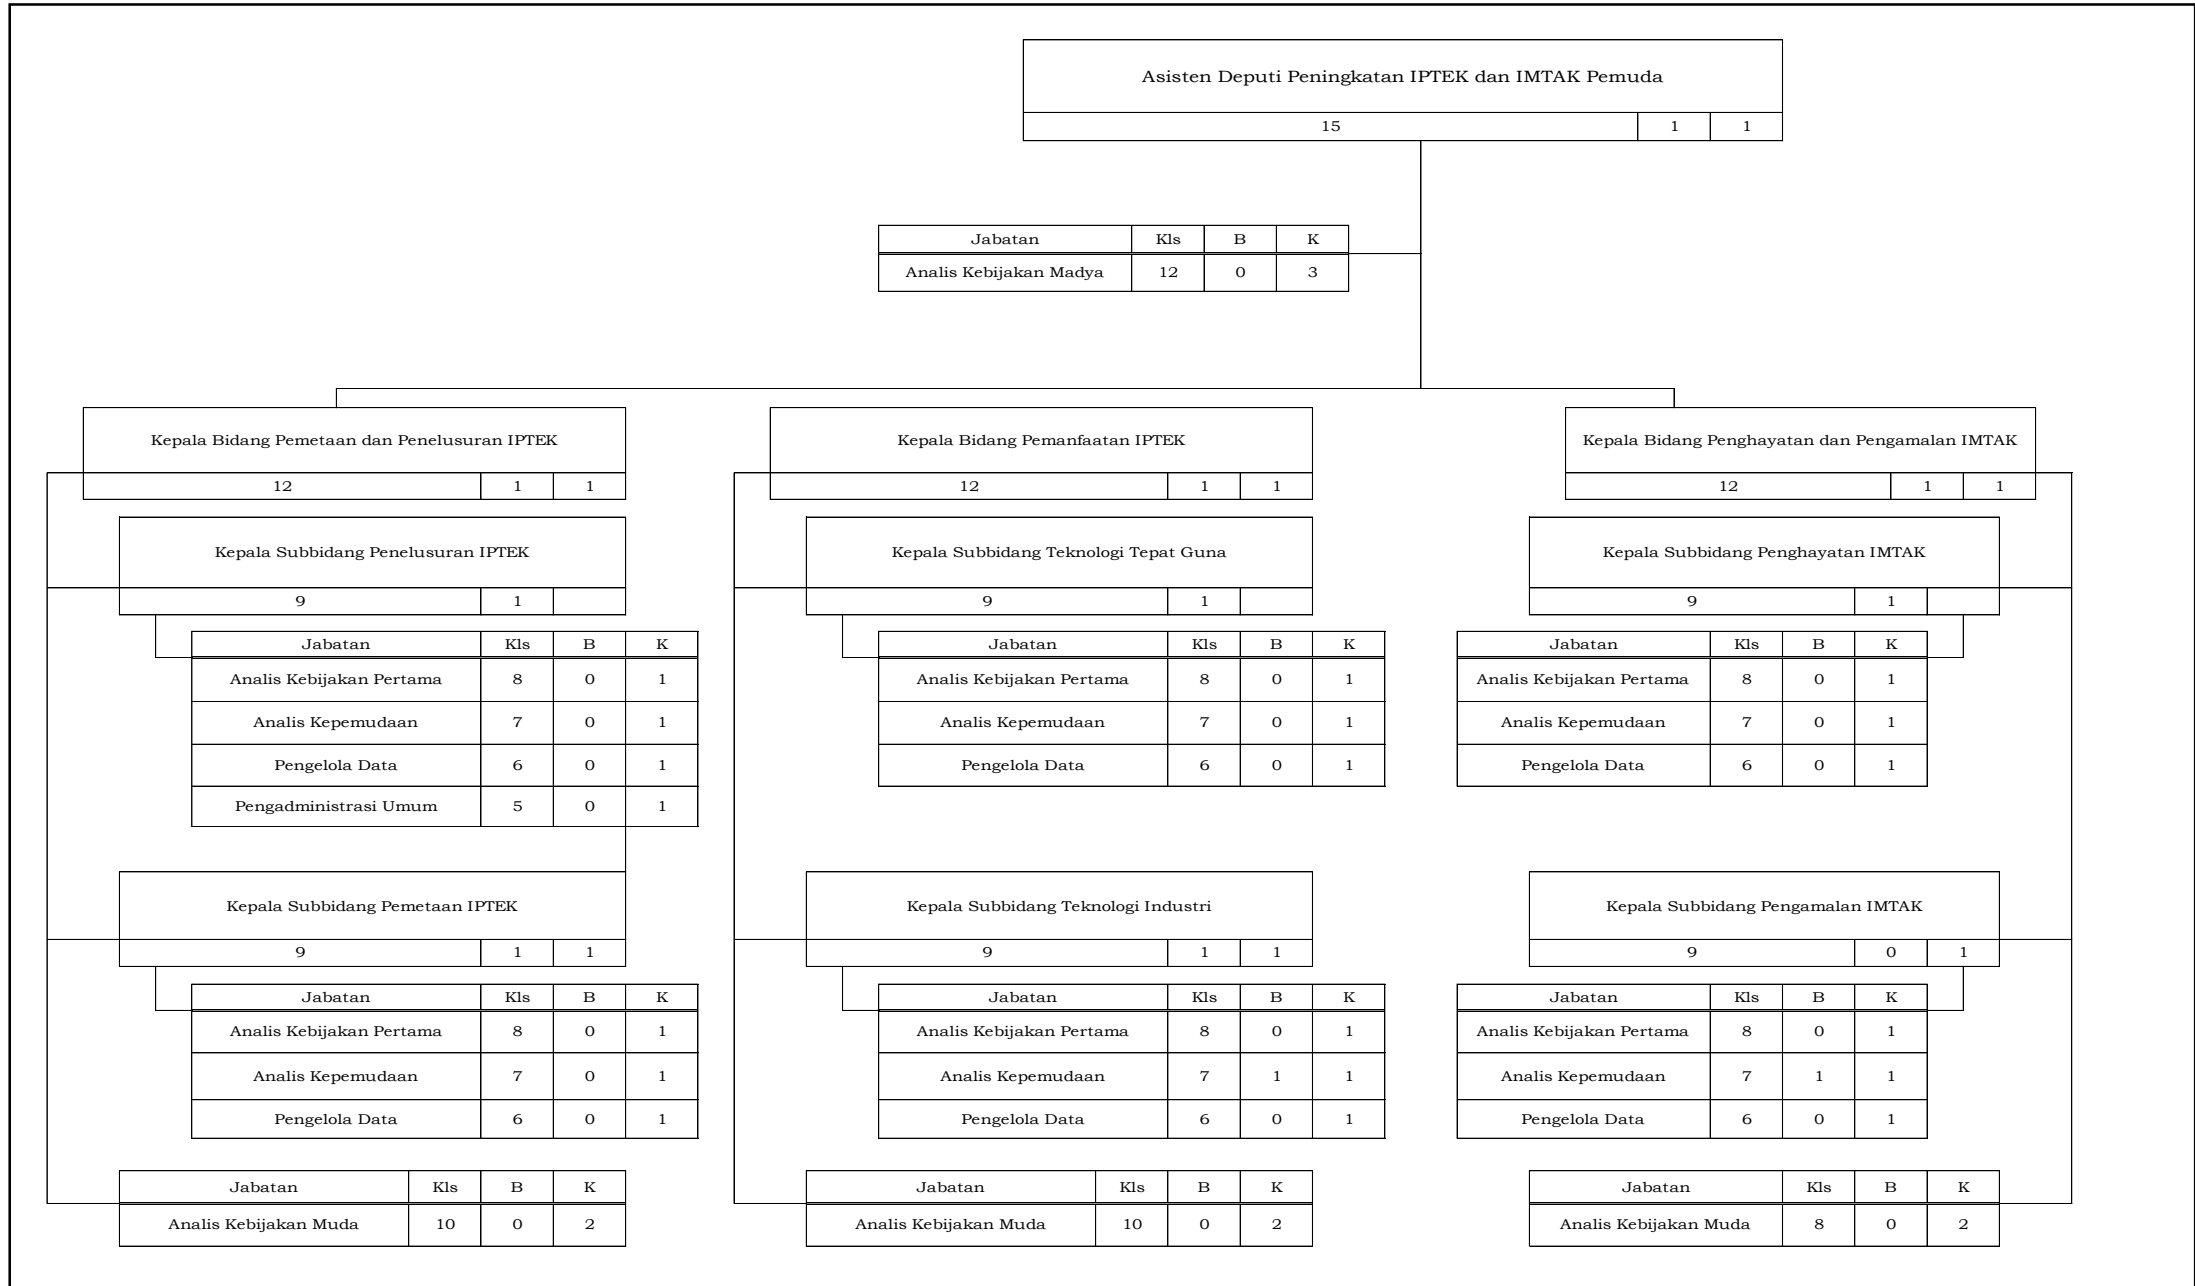 Asisten Deputi Peningkatan IPTEK dan IMTAK Pemuda
15 1 1
Jabatan Kls B K
Analis Kebijakan Madya 12 0 3
Kepala Bidang Pemetaan dan Penelusuran IPTEK
12 1 1
Kepala Subbidang Penelusuran IPTEK
9 1
Jabatan Kls B K
Analis Kebijakan Pertama 8 0 1
Analis Kepemudaan 7 0 1
Pengelola Data 6 0 1
Pengadministrasi Umum 5 0 1
Kepala Subbidang Pemetaan IPTEK
9 1 1
Jabatan Kls B K
Analis Kebijakan Pertama 8 0 1
Analis Kepemudaan 7 0 1
Pengelola Data 6 0 1
Jabatan Kls B K
Analis Kebijakan Muda 10 0 2
Kepala Bidang Pemanfaatan IPTEK
12 1 1
Kepala Subbidang Teknologi Tepat Guna
9 1
Jabatan Kls B K
Analis Kebijakan Pertama 8 0 1
Analis Kepemudaan 7 0 1
Pengelola Data 6 0 1
Kepala Subbidang Teknologi Industri
9 1 1
Jabatan Kls B K
Analis Kebijakan Pertama 8 0 1
Analis Kepemudaan 7 1 1
Pengelola Data 6 0 1
Jabatan Kls B K
Analis Kebijakan Muda 10 0 2
Kepala Bidang Penghayatan dan Pengamalan IMTAK
12 1 1
Kepala Subbidang Penghayatan IMTAK
9 1
Jabatan Kls B K
Analis Kebijakan Pertama 8 0 1
Analis Kepemudaan 7 0 1
Pengelola Data 6 0 1
Kepala Subbidang Pengamalan IMTAK
9 0 1
Jabatan Kls B K
Analis Kebijakan Pertama 8 0 1
Analis Kepemudaan 7 1 1
Pengelola Data 6 0 1
Jabatan Kls B K
Analis Kebijakan Muda 8 0 2